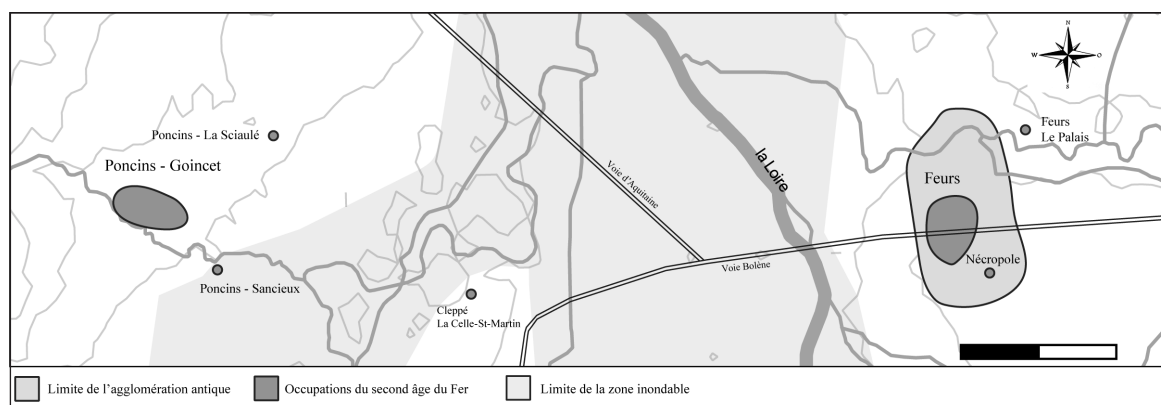 N
W
O
S
Poncins - La Sciaulé
Poncins - Goincet
Poncins - Sancieux
Cleppé
La Celle-St-Martin
Voie d'Aquitaine
la Loire
Voie Bolène
Feurs
Le Palais
Feurs
Nécropole
Limite de l'agglomération antique
Occupations du second âge du Fer
Limite de la zone inondable